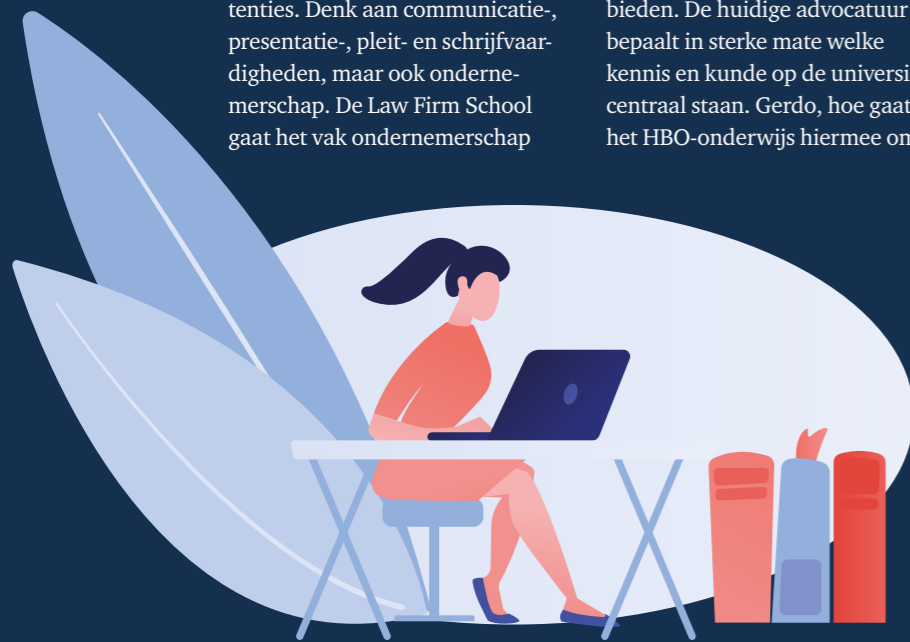 tenties. Denk aan communicatie-,
presentatie-, pleit- en schrijfvaar-
digheden, maar ook onderne-
merschap. De Law Firm School
gaat het vak ondernemerschap
bieden. De huidige advocatuur
bepaalt in sterke mate welke
kennis en kunde op de universi
centraal staan. Gerdo, hoe gaat
het HBO-onderwijs hiermee om